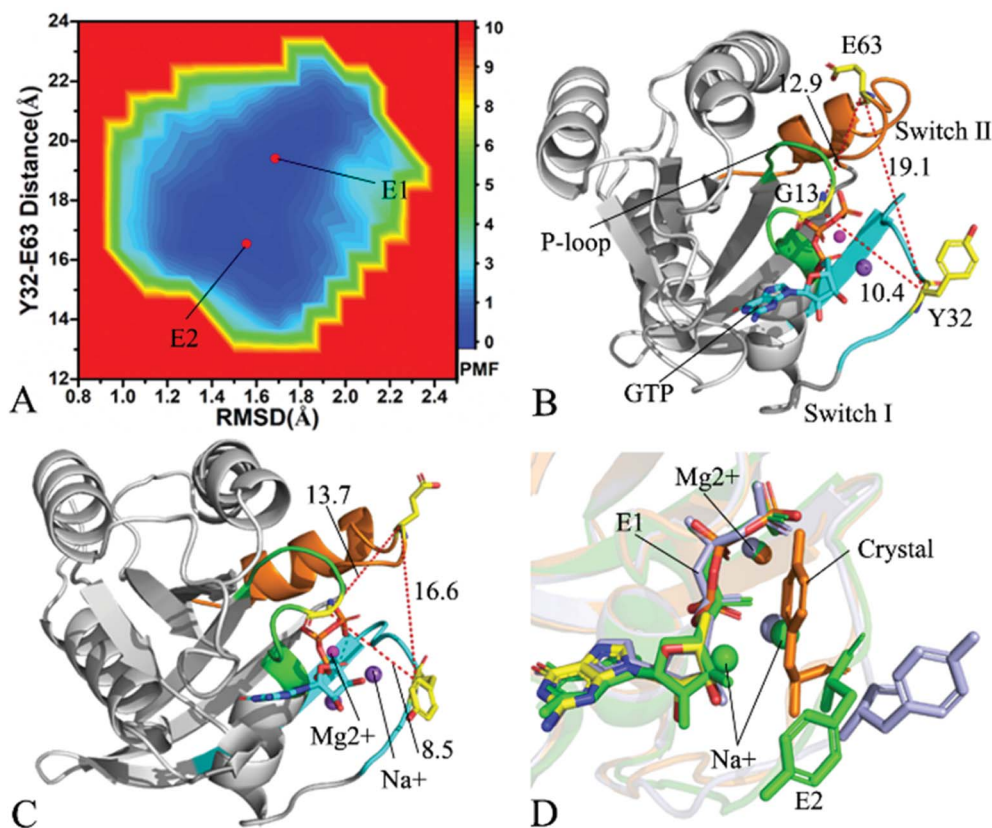 24
22
20
18
16
14
12
Y32-E63 Distance(Å)
0.8 1.0 1.2 1.4 1.6 1.8 2.0 2.2 2.4
RMSD(Å)
E1
E2
10
9
8
7
6
5
4
3
2
1
0
PMF
A
E63
12.9
Switch II
19.1
G13
P-loop
10.4
Y32
GTP
Switch I
B
13.7
16.6
Mg2+
8.5
Na+
C
Mg2+
E1
Crystal
Na+
E2
D